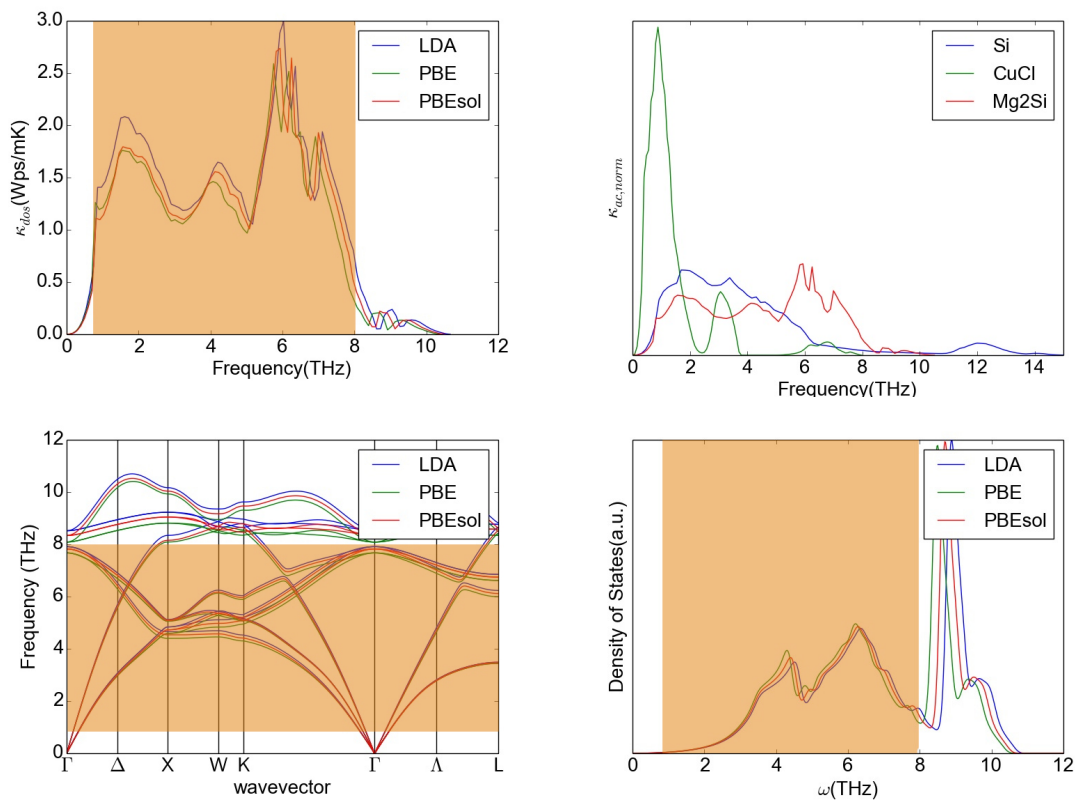 3.0
2.5
2.0
1.5
1.0
0.5
0.0
κdos(Wps/mK)
LDA
PBE
PBEsol
0 2 4 6 8 10 12
Frequency(THz)
κac,norm
Si
CuCl
Mg2Si
0 2 4 6 8 10 12 14
Frequency(THz)
12
10
8
6
4
2
0
Frequency (THz)
LDA
PBE
PBEsol
Γ Δ X W K Γ Λ L
wavevector
Density of States(a.u.)
LDA
PBE
PBEsol
0 2 4 6 8 10 12
ω(THz)